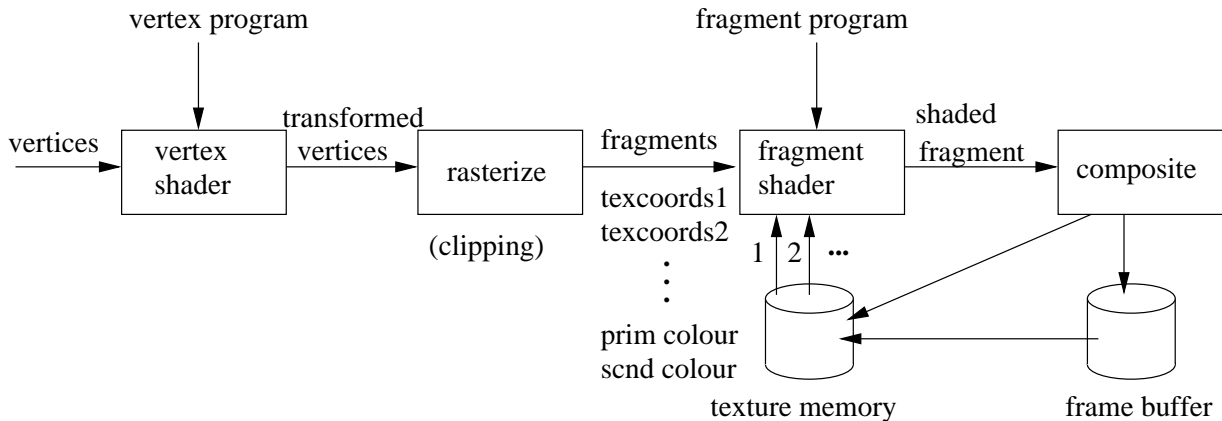 vertex program
fragment program
vertices
vertex
shader
transformed
vertices
rasterize
(clipping)
fragments
texcoords1
texcoords2
prim colour
scnd colour
fragment
shader
1
2
...
shaded
fragment
composite
texture memory
frame buffer